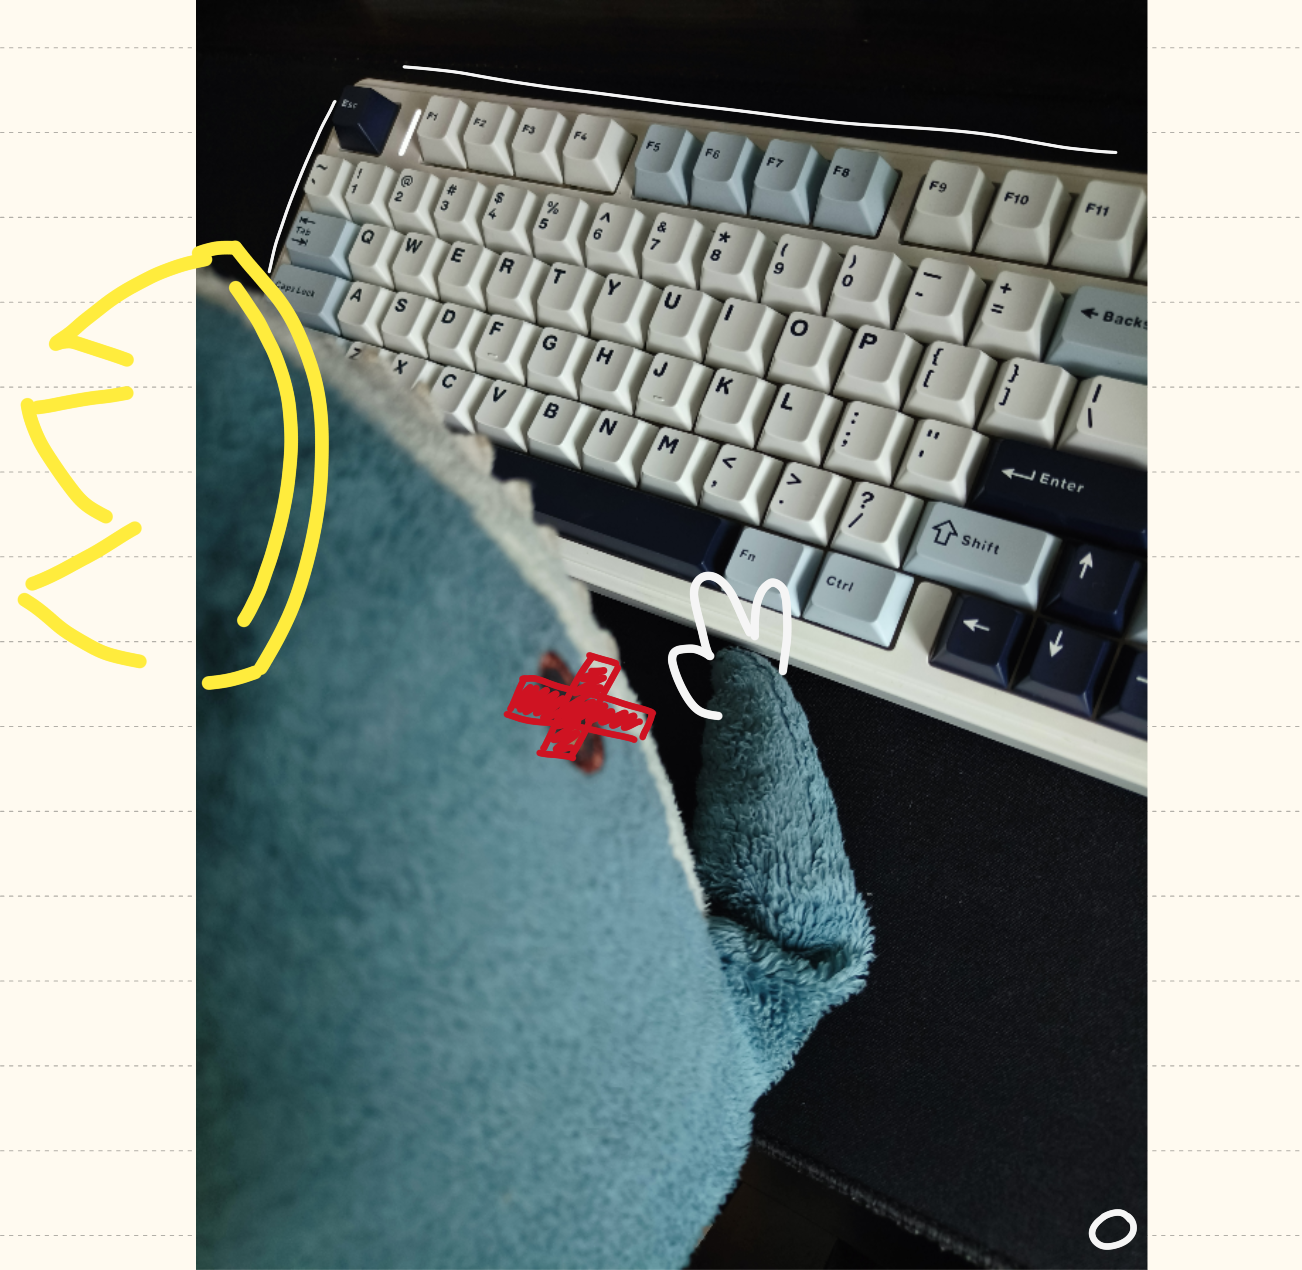 Esc F1 F2 F3 F4 F5 F6 F7 F8 F9 F10 F11
~ ` ! 1 @ 2 # 3 $ 4 % 5 ^ 6 & 7 * 8 ( 9 ) 0 — - + = ← Backs
Tab Q W E R T Y U I O P { [ } ] | \
Caps Lock A S D F G H J K L : ; " ' Enter
Z X C V B N M < , > . ? / Shift ↑
Fn Ctrl ← ↓